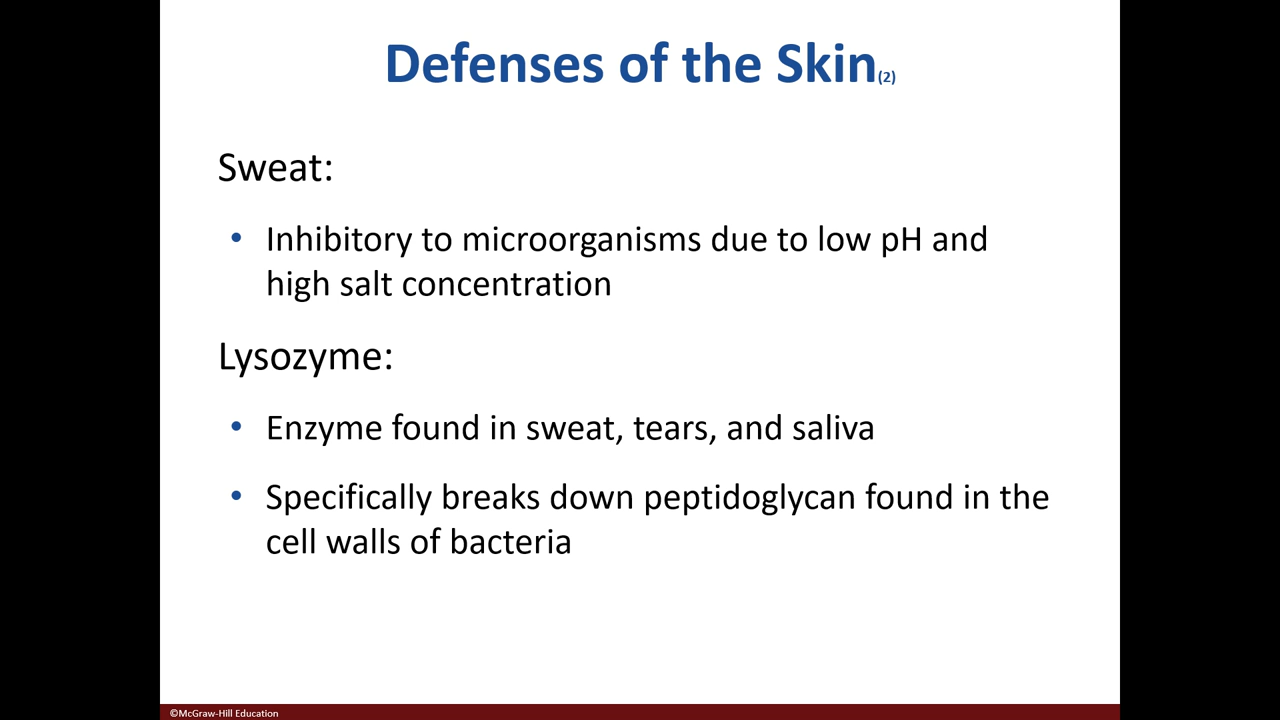 Defenses of the Skin(2)
Sweat:
• Inhibitory to microorganisms due to low pH and
high salt concentration
Lysozyme:
• Enzyme found in sweat, tears, and saliva
• Specifically breaks down peptidoglycan found in the
cell walls of bacteria
©McGraw-Hill Education